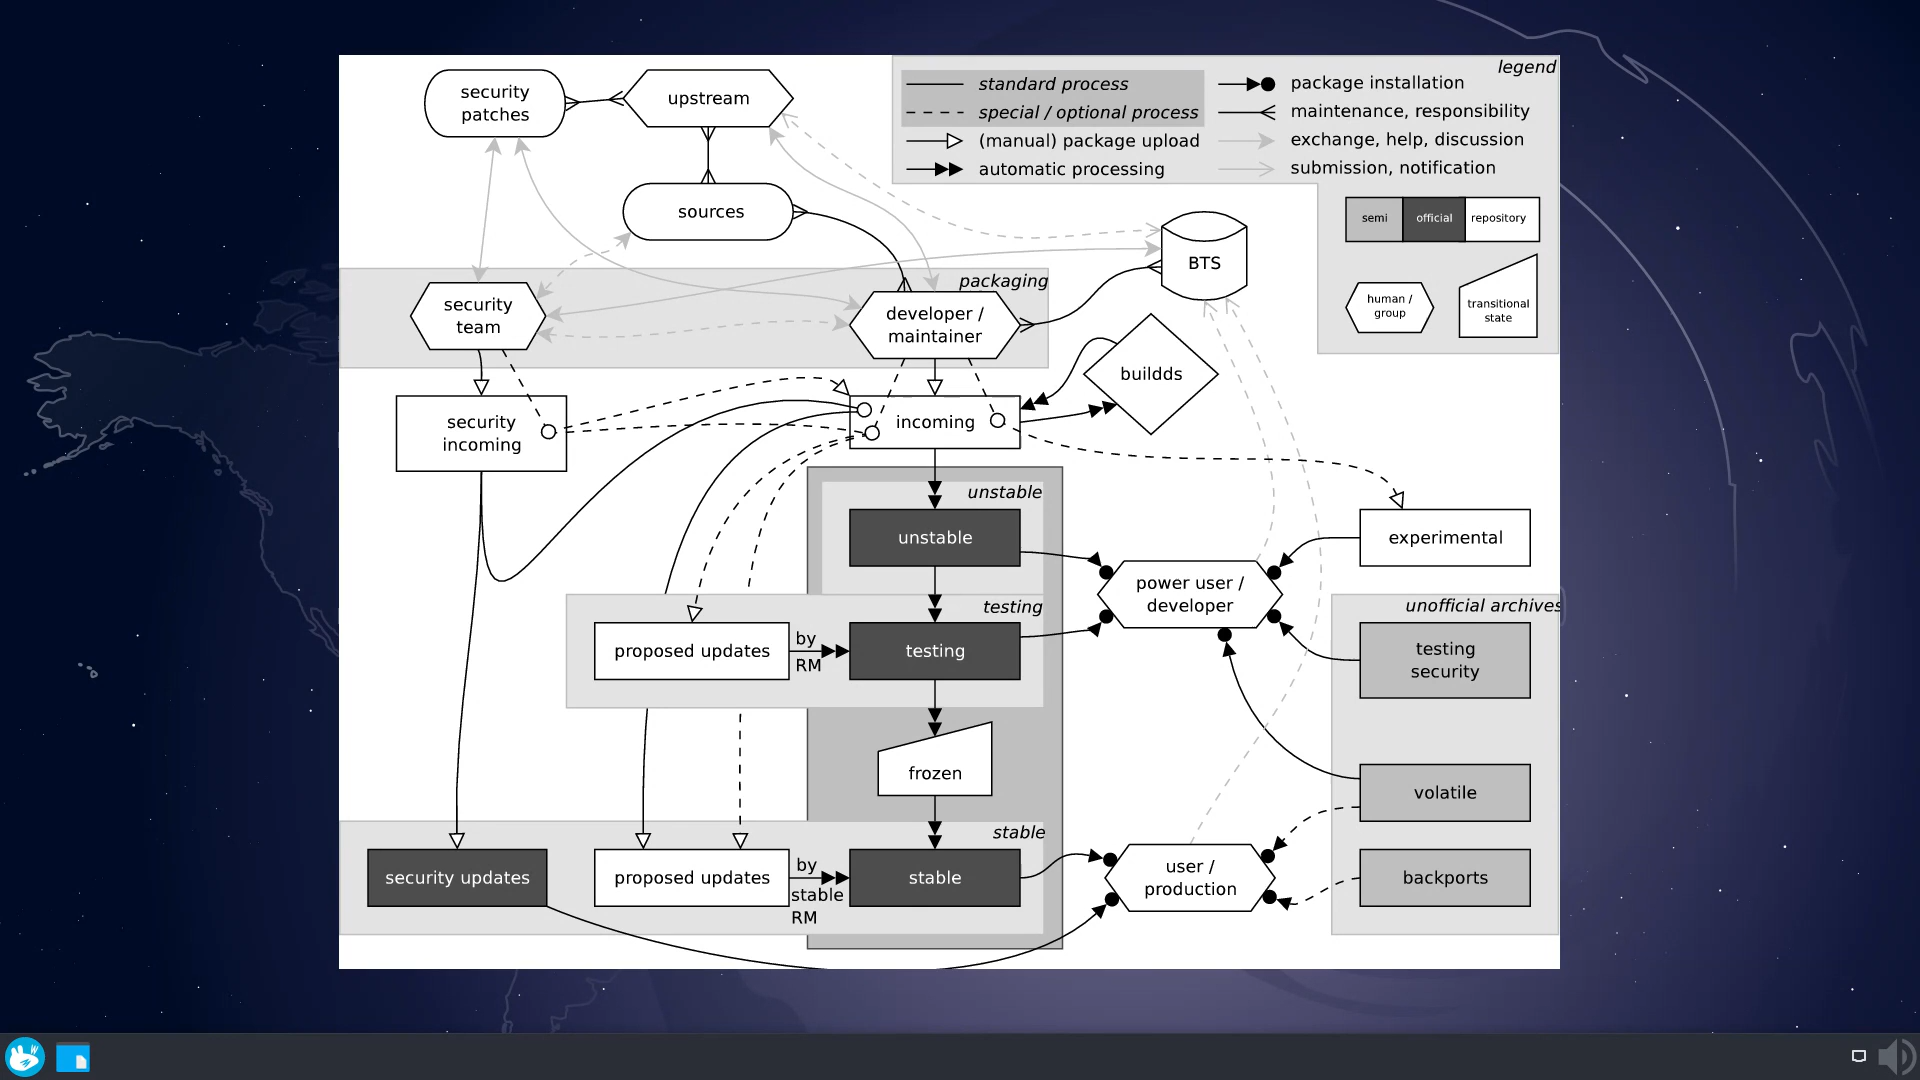 security
patches
upstream
sources
legend
standard process
special / optional process
(manual) package upload
automatic processing
package installation
maintenance, responsibility
exchange, help, discussion
submission, notification
semi
official
repository
human /
group
transitional
state
BTS
packaging
security
team
developer /
maintainer
buildds
security
incoming
incoming
unstable
unstable
experimental
power user /
developer
testing
unofficial archives
proposed updates
by
RM
testing
testing
security
frozen
volatile
stable
security updates
proposed updates
by
stable
RM
stable
user /
production
backports